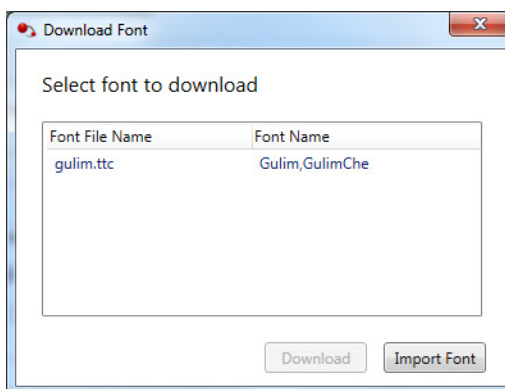 Download Font
Select font to download
Font File Name Font Name
gulim.ttc Gulim,GulimChe
Download Import Font